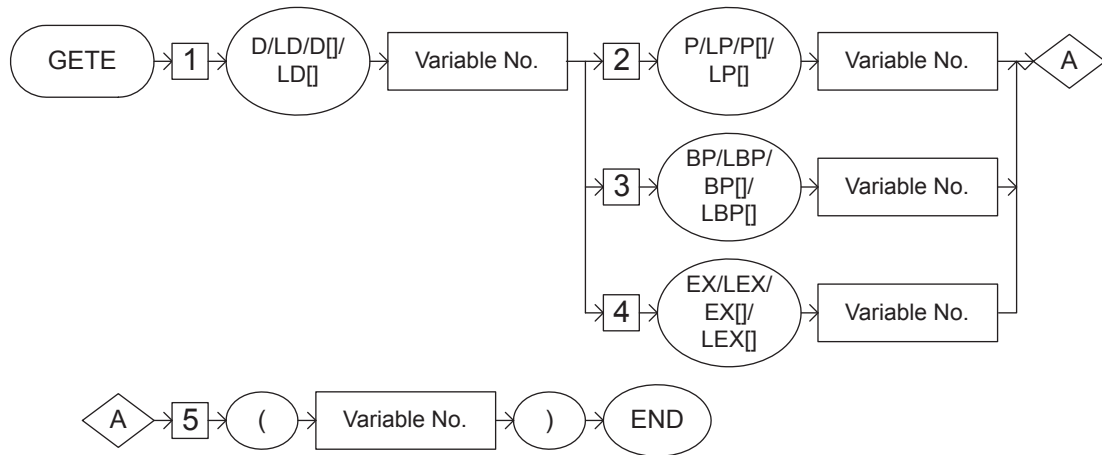 GETE
1
D/LD/D[]/
LD[]
Variable No.
2
P/LP/P[]/
LP[]
Variable No.
A
3
BP/LBP/
BP[]/
LBP[]
Variable No.
4
EX/LEX/
EX[]/
LEX[]
Variable No.
A
5
(
Variable No.
)
END